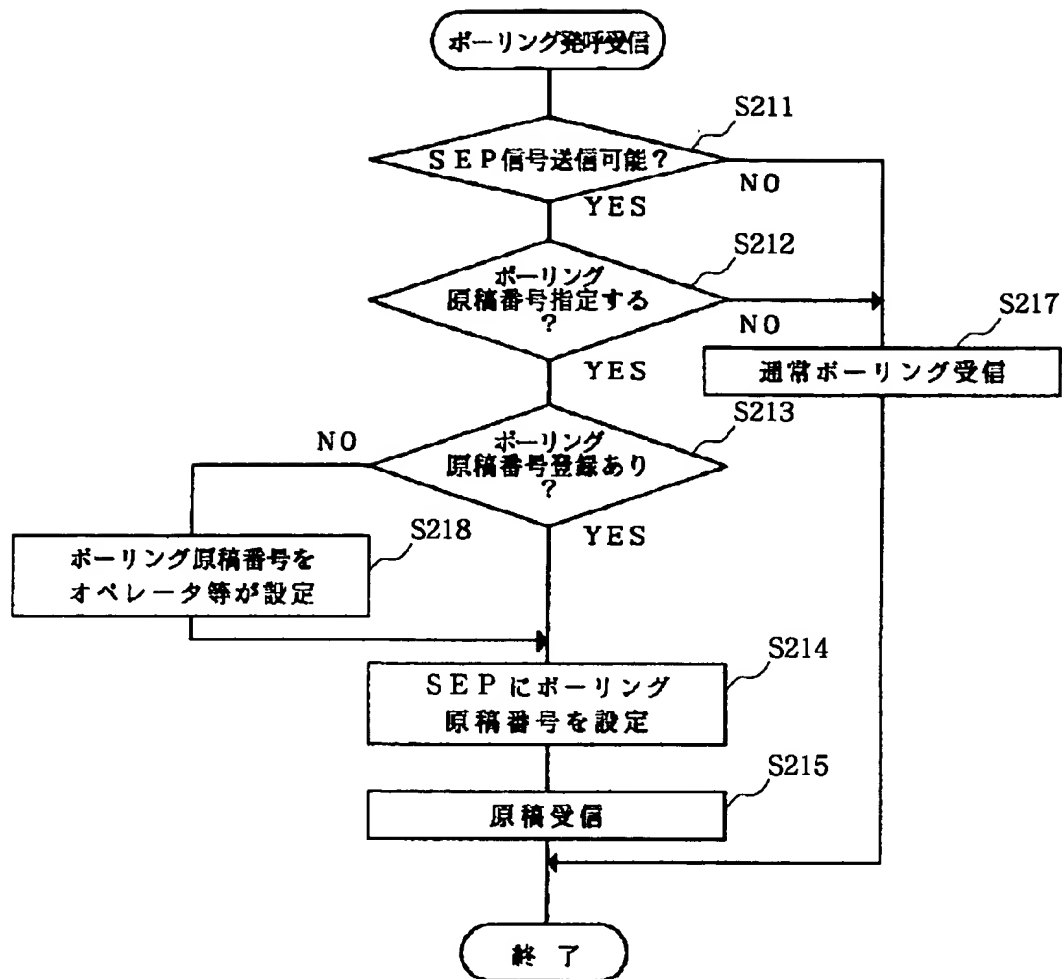 ポーリング発呼受信
S211
SEP信号送信可能？
NO
YES
S212
ポーリング
原稿番号指定する
？
NO
YES
S217
通常ポーリング受信
S213
ポーリング
原稿番号登録あり
？
NO
YES
S218
ポーリング原稿番号を
オペレータ等が設定
S214
SEPにポーリング
原稿番号を設定
S215
原稿受信
終了